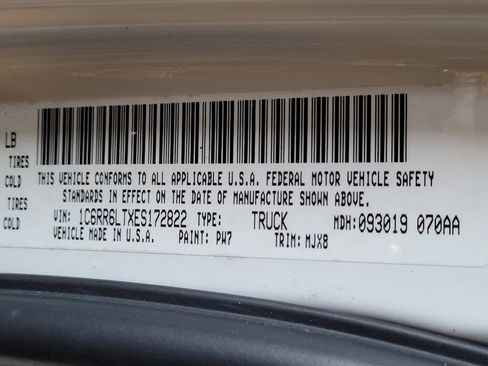 LB
TIRES
COLD
TIRES
COLD
THIS VEHICLE CONFORMS TO ALL APPLICABLE U.S.A. FEDERAL MOTOR VEHICLE SAFETY
STANDARDS IN EFFECT ON THE DATE OF MANUFACTURE SHOWN ABOVE.
VIN: 1C6RR6LTXES172822 TYPE: TRUCK MDH:093019 070AA
VEHICLE MADE IN U.S.A. PAINT: PW7 TRIM: MJX8